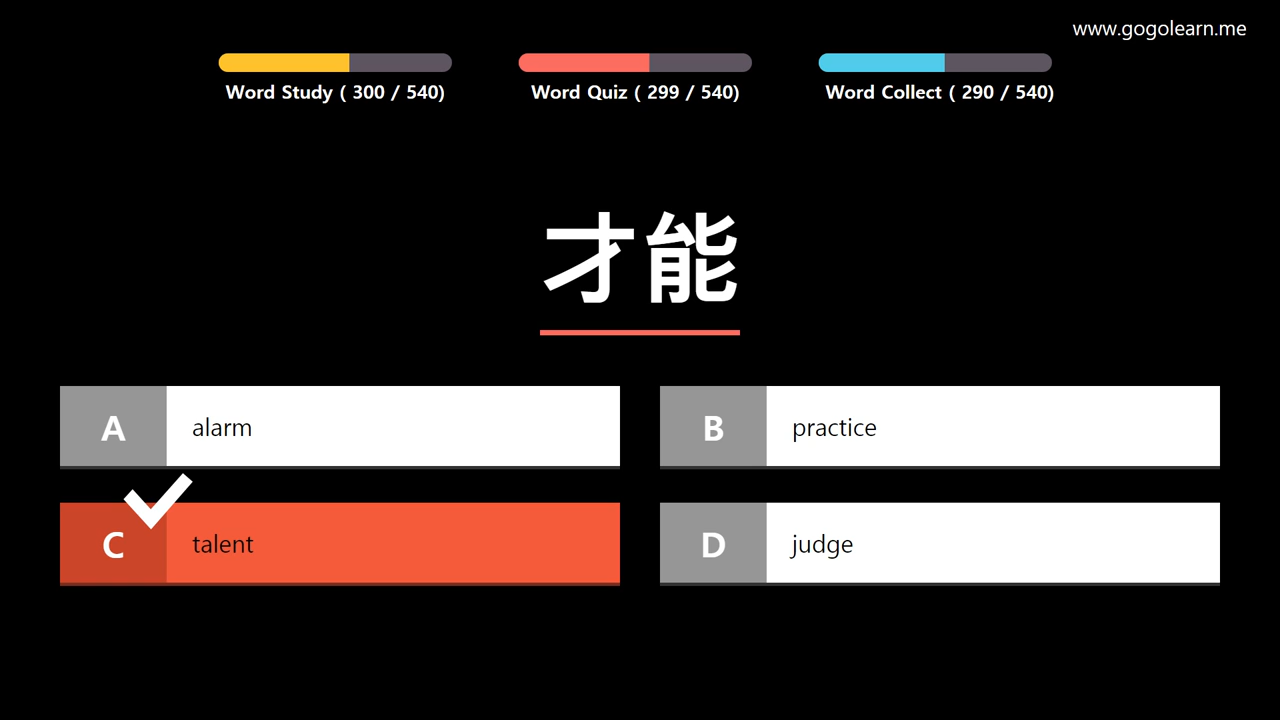 www.gogolearn.me
Word Study ( 300 / 540)
Word Quiz ( 299 / 540)
Word Collect ( 290 / 540)
才能
A alarm
B practice
C talent
D judge